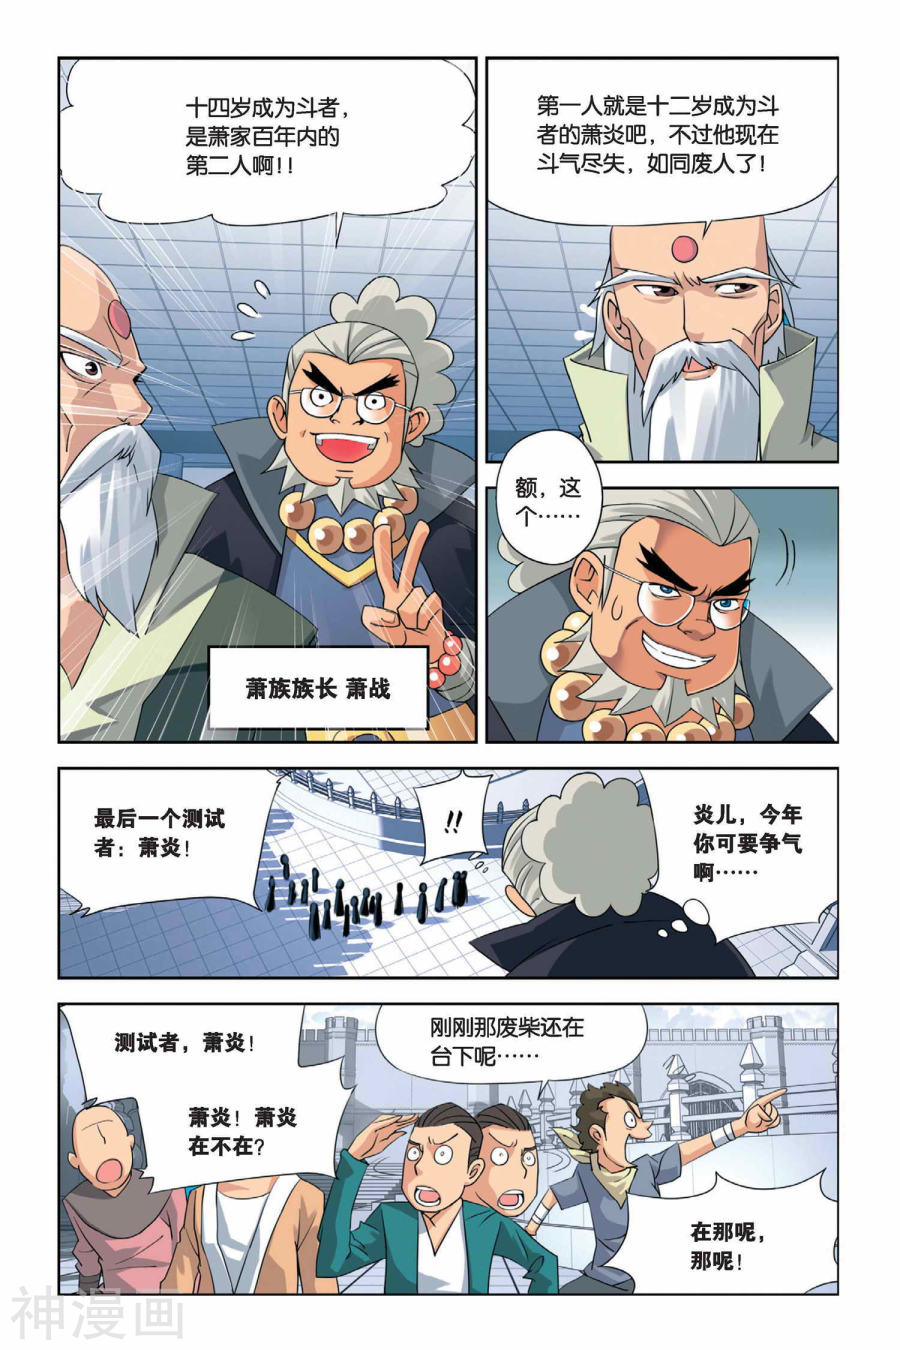 十四岁成为斗者，
是萧家百年内的
第二人啊！！
萧族族长 萧战
第一人就是十二岁成为斗
者的萧炎吧，不过他现在
斗气尽失，如同废人了！
额，这
个……
最后一个测试
者：萧炎！
！！
炎儿，今年
你可要争气
啊……
测试者，萧炎！
萧炎！萧炎
在不在？
刚刚那废柴还在
台下呢……
在那呢，
那呢！
神漫画